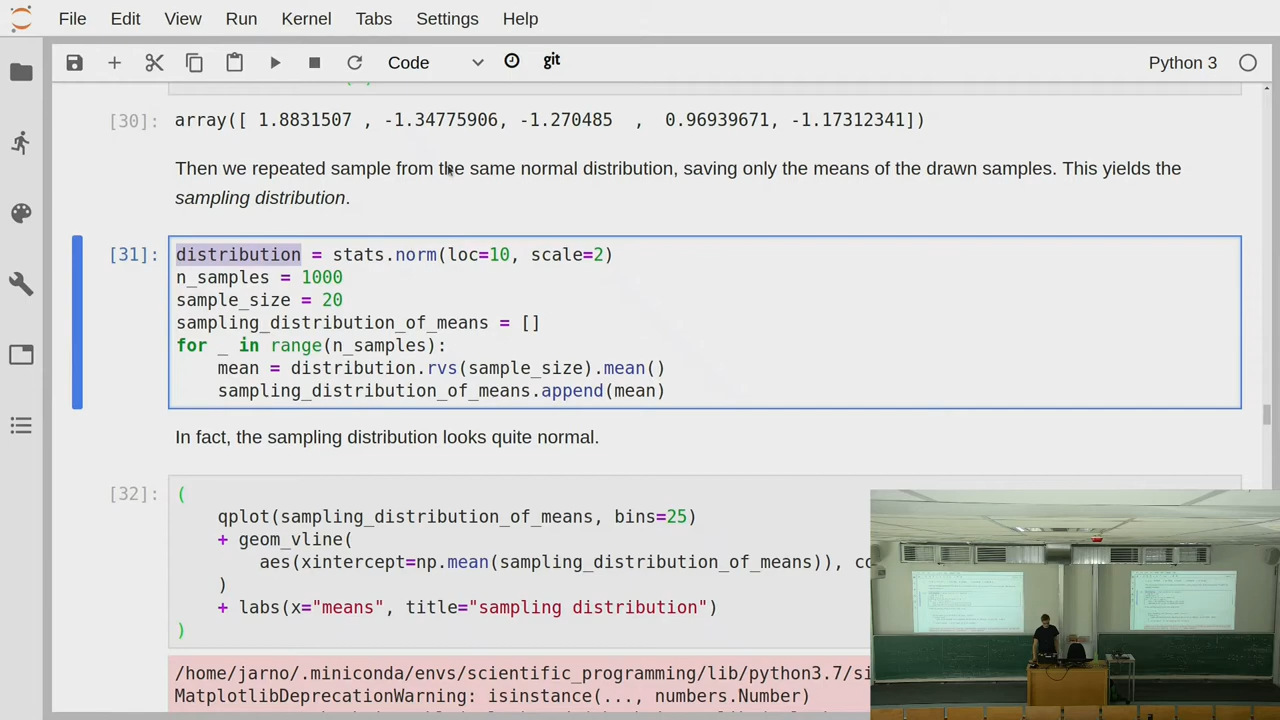 File Edit View Run Kernel Tabs Settings Help
Code git Python 3
[30]: array([ 1.8831507 , -1.34775906, -1.270485 , 0.96939671, -1.17312341])
Then we repeated sample from the same normal distribution, saving only the means of the drawn samples. This yields the
sampling distribution.
[31]: distribution = stats.norm(loc=10, scale=2)
n_samples = 1000
sample_size = 20
sampling_distribution_of_means = []
for _ in range(n_samples):
mean = distribution.rvs(sample_size).mean()
sampling_distribution_of_means.append(mean)
In fact, the sampling distribution looks quite normal.
[32]: (
qplot(sampling_distribution_of_means, bins=25)
+ geom_vline(
aes(xintercept=np.mean(sampling_distribution_of_means)), co
)
+ labs(x="means", title="sampling distribution")
)
/home/jarno/.miniconda/envs/scientific_programming/lib/python3.7/si
MatplotlibDeprecationWarning: isinstance(..., numbers.Number)